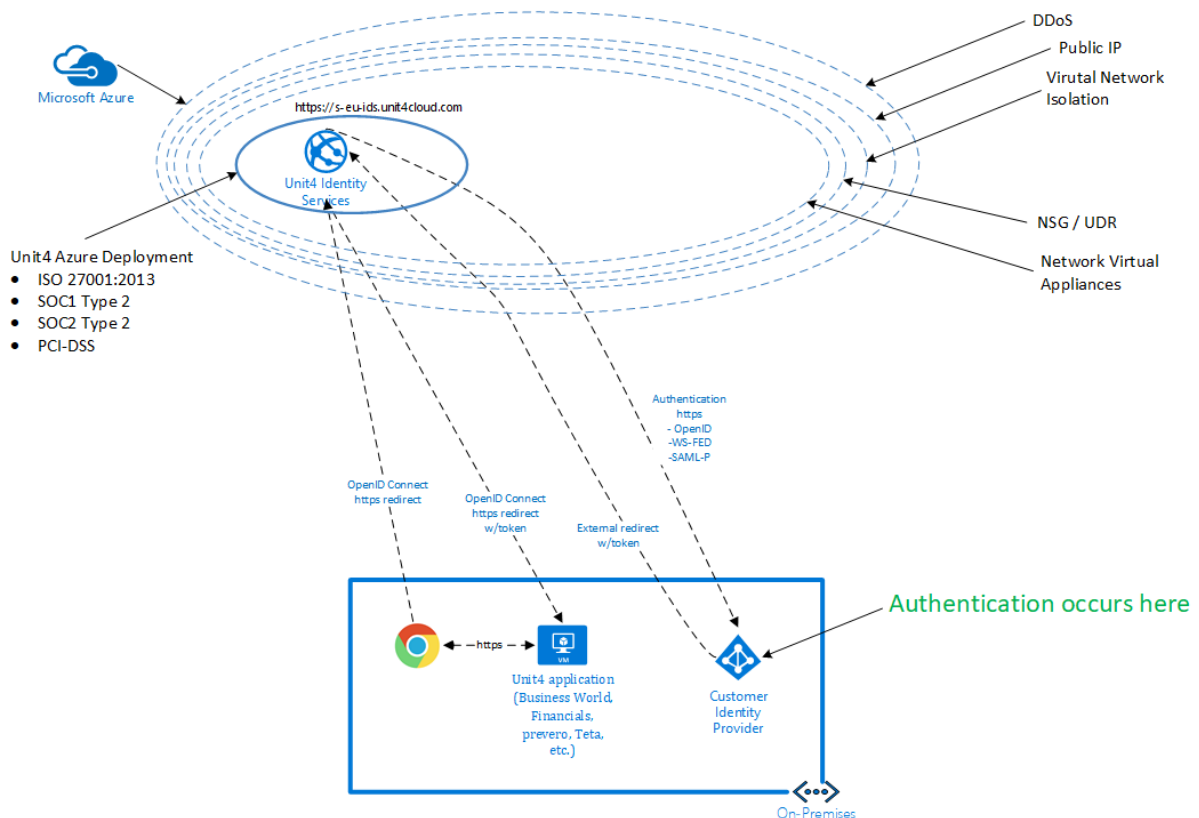 DDoS
Public IP
Virutal Network
Isolation
Microsoft Azure
https://s-eu-ids.unit4cloud.com
Unit4 Identity
Services
NSG / UDR
Network Virtual
Appliances
Unit4 Azure Deployment
● ISO 27001:2013
● SOC1 Type 2
● SOC2 Type 2
● PCI-DSS
Authentication
https
- OpenID
-WS-FED
-SAML-P
OpenID Connect
https redirect
OpenID Connect
https redirect
w/token
External redirect
w/token
Authentication occurs here
https
VM
Unit4 application
(Business World,
Financials,
prevero, Teta,
etc.)
Customer
Identity
Provider
On-Premises